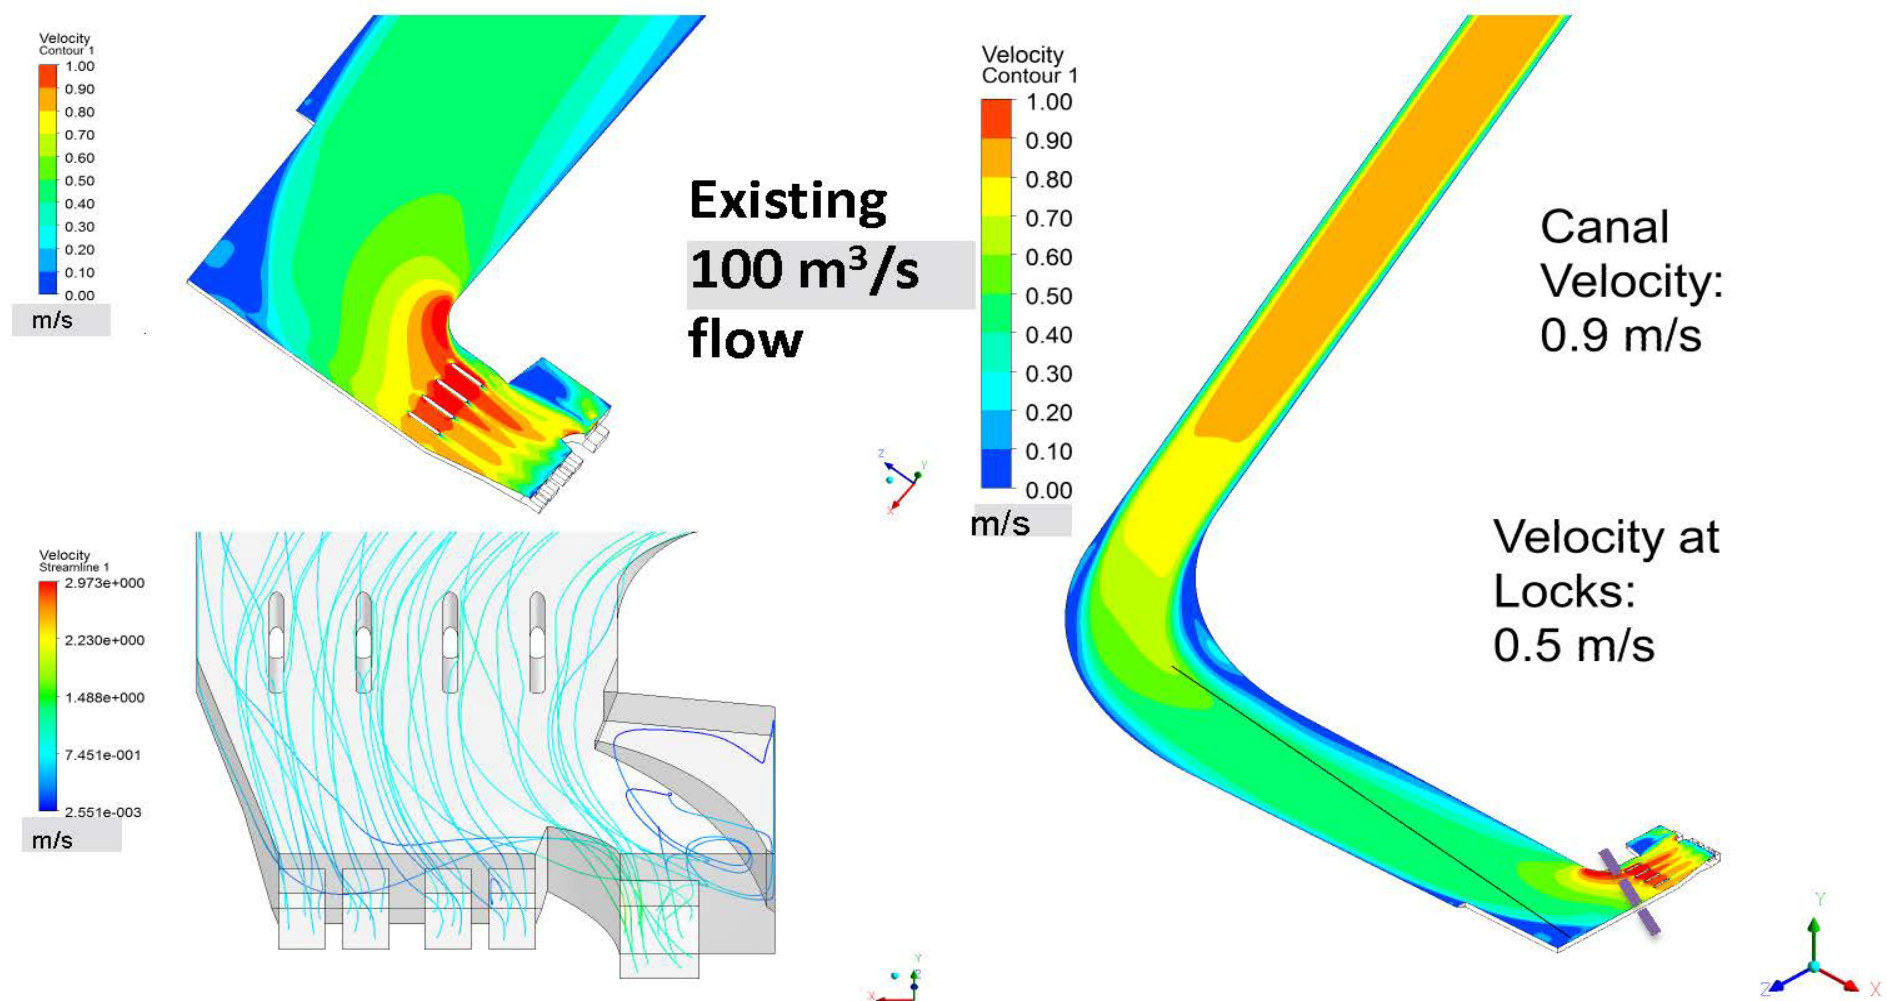 Velocity
Contour 1
1.00
0.90
0.80
0.70
0.60
0.50
0.40
0.30
0.20
0.10
0.00
m/s
Existing
100 m³/s
flow
Velocity
Contour 1
1.00
0.90
0.80
0.70
0.60
0.50
0.40
0.30
0.20
0.10
0.00
m/s
Canal
Velocity:
0.9 m/s
Velocity at
Locks:
0.5 m/s
Z
Y
X
Velocity
Streamline 1
2.973e+000
2.230e+000
1.488e+000
7.451e-001
2.551e-003
m/s
Y
Z
X
Y
Z
X